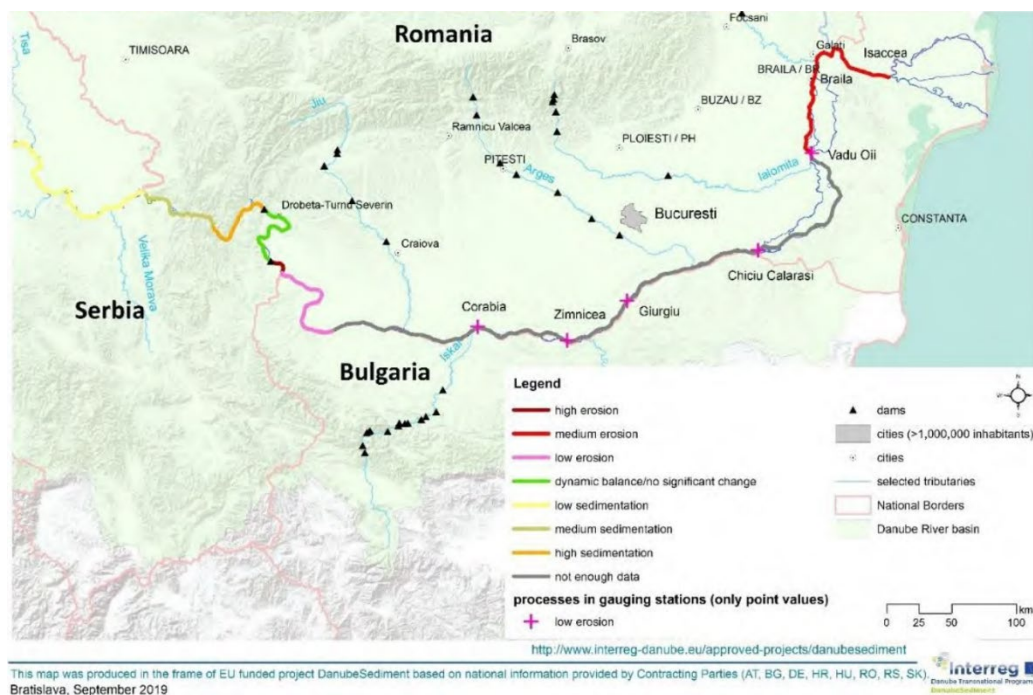 Romania
Focsani
Tisa
TIMISOARA
Brasov
Galati
Isaccea
BRAILA / BR
Braila
Jiu
BUZAU / BZ
Ramnicu Valcea
PLOIESTI / PH
PITESTI
Arges
Ialomita
Vadu Oii
Drobeta-Turnu Severin
Bucuresti
CONSTANTA
Velika Morava
Craiova
Chiciu Calarasi
Serbia
Corabia
Zimnicea
Giurgiu
Iskar
Bulgaria
Legend
high erosion
medium erosion
low erosion
dynamic balance/no significant change
low sedimentation
medium sedimentation
high sedimentation
not enough data
processes in gauging stations (only point values)
low erosion
dams
cities (>1,000,000 inhabitants)
cities
selected tributaries
National Borders
Danube River basin
N
S
0 25 50 100
km
http://www.interreg-danube.eu/approved-projects/danubesediment
This map was produced in the frame of EU funded project DanubeSediment based on national information provided by Contracting Parties (AT, BG, DE, HR, HU, RO, RS, SK)
Bratislava, September 2019
Interreg
Danube Transnational Programme
DanubeSediment